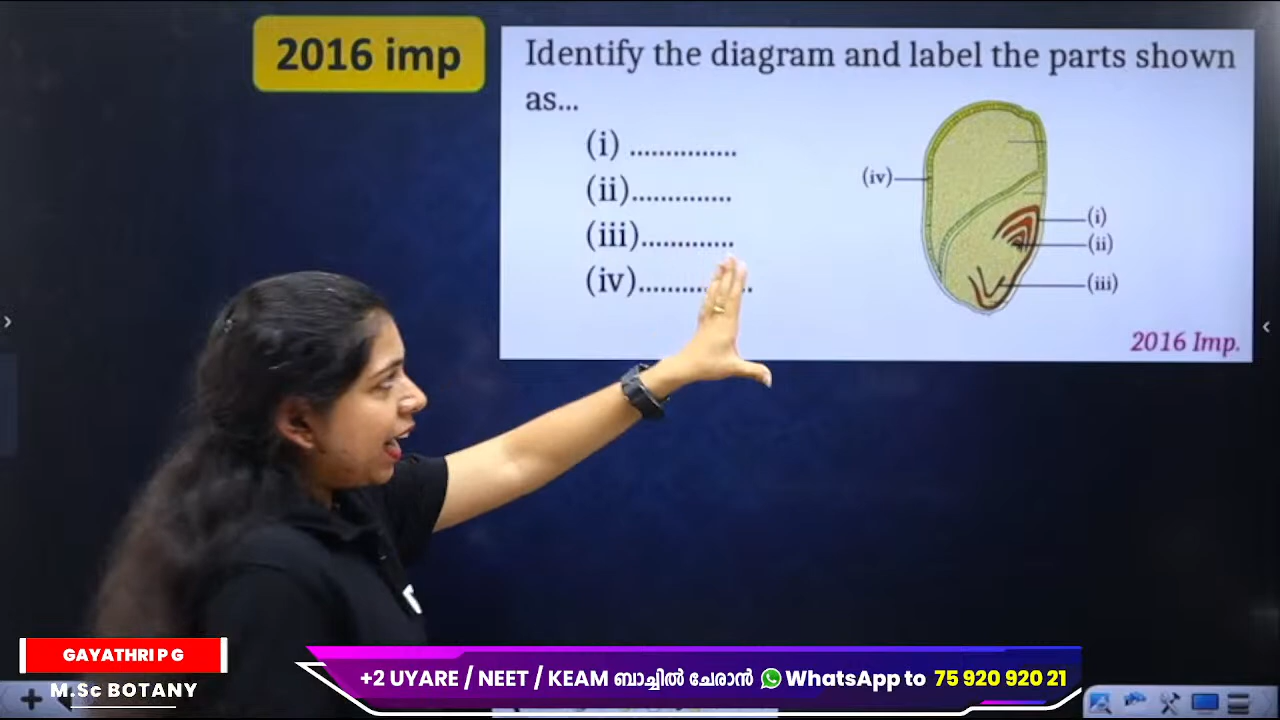 2016 imp
Identify the diagram and label the parts shown
as...
(i) ...............
(ii)..............
(iii).............
(iv)................
(iv)
(i)
(ii)
(iii)
2016 Imp.
GAYATHRI P G
M.Sc BOTANY
+2 UYARE / NEET / KEAM ബാച്ചിൽ ചേരാൻ WhatsApp to 75 920 920 21